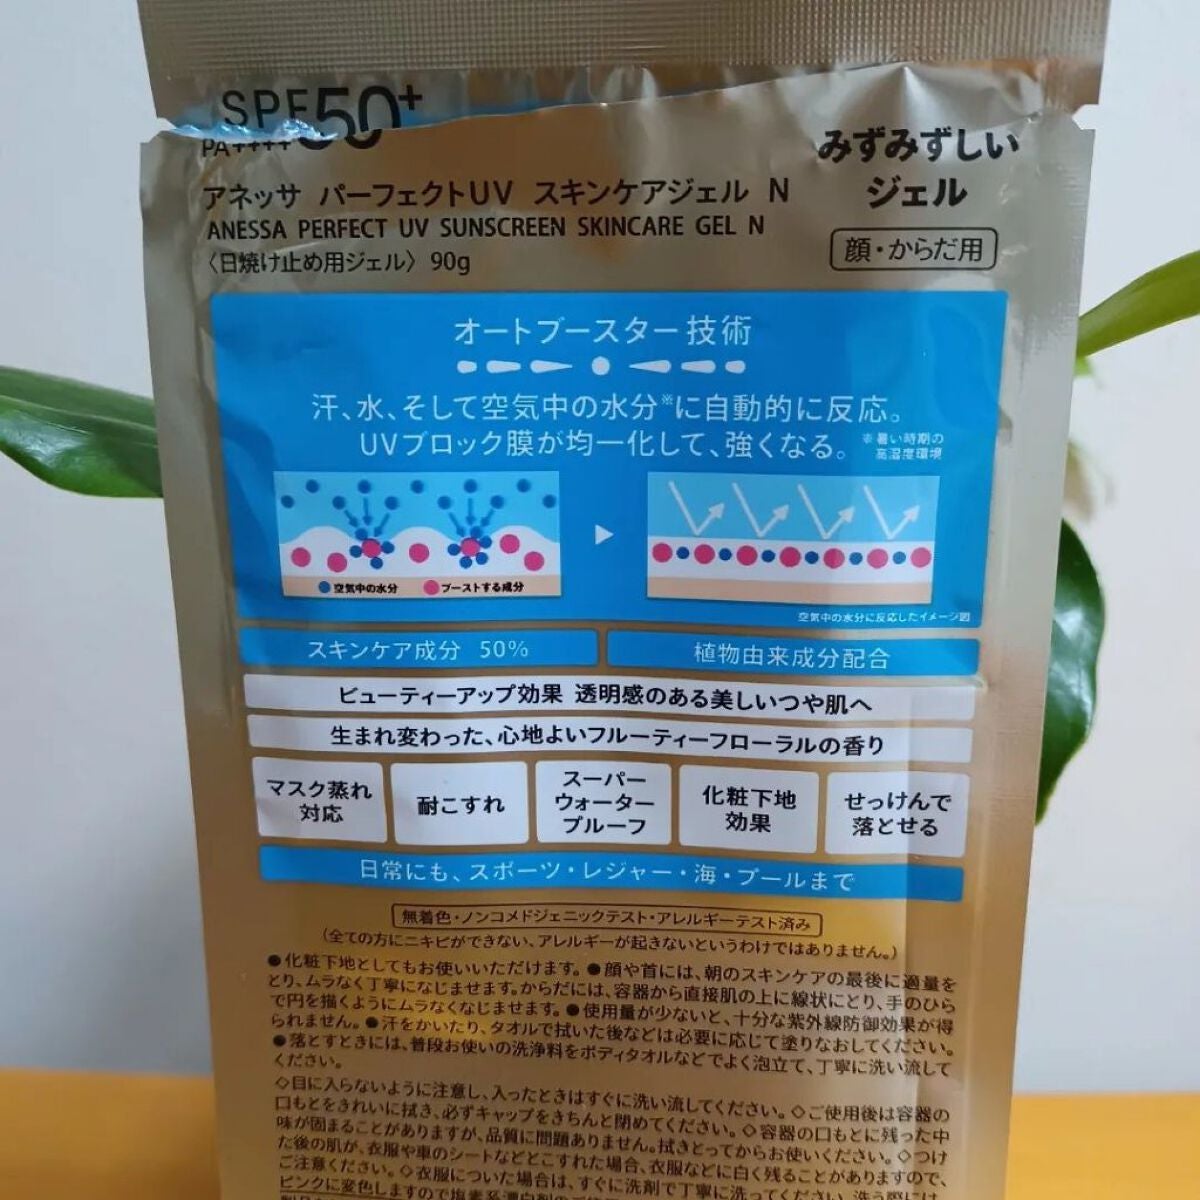 SPF50+
PA++++
アネッサ パーフェクトUV スキンケアジェル N
ANESSA PERFECT UV SUNSCREEN SKINCARE GEL N
〈日焼け止め用ジェル〉 90g
みずみずしい
ジェル
顔・からだ用
オートブースター技術
汗、水、そして空気中の水分※に自動的に反応。
UVブロック膜が均一化して、強くなる。
※暑い時期の
高湿度環境
空気中の水分 ブーストする成分
空気中の水分に反応したイメージ図
スキンケア成分 50%
植物由来成分配合
ビューティーアップ効果 透明感のある美しいつや肌へ
生まれ変わった、心地よいフルーティーフローラルの香り
マスク蒸れ
対応
耐こすれ
スーパー
ウォーター
プルーフ
化粧下地
効果
せっけんで
落とせる
日常にも、スポーツ・レジャー・海・プールまで
無着色・ノンコメドジェニックテスト・アレルギーテスト済み
(全ての方にニキビができない、アレルギーが起きないというわけではありません。)
●化粧下地としてもお使いいただけます。●顔や首には、朝のスキンケアの最後に適量を
とり、ムラなく丁寧になじませます。からだには、容器から直接肌の上に線状にとり、手のひら
で円を描くようにムラなくなじませます。●使用量が少ないと、十分な紫外線防御効果が得
られません。●汗をかいたり、タオルで拭いた後などは必要に応じて塗りなおしてください。
●落とすときには、普段お使いの洗浄料をボディタオルなどでよく泡立て、丁寧に洗い流して
ください。
◇目に入らないように注意し、入ったときはすぐに洗い流してください。◇ご使用後は容器の
口もとをきれいに拭き、必ずキャップをきちんと閉めてください。◇容器の口もとに残った中
味が固まることがありますが、品質に問題ありません。拭きとってからお使いください。◇つけ
た後の肌が、衣服や車のシートなどとこすれた場合、衣服などに白く残ることがありますので、
ご注意ください。◇衣服についた場合は、すぐに洗剤で丁寧に洗ってください。洗う際には
ピンクに変色しますので塩素系漂白剤のご使用